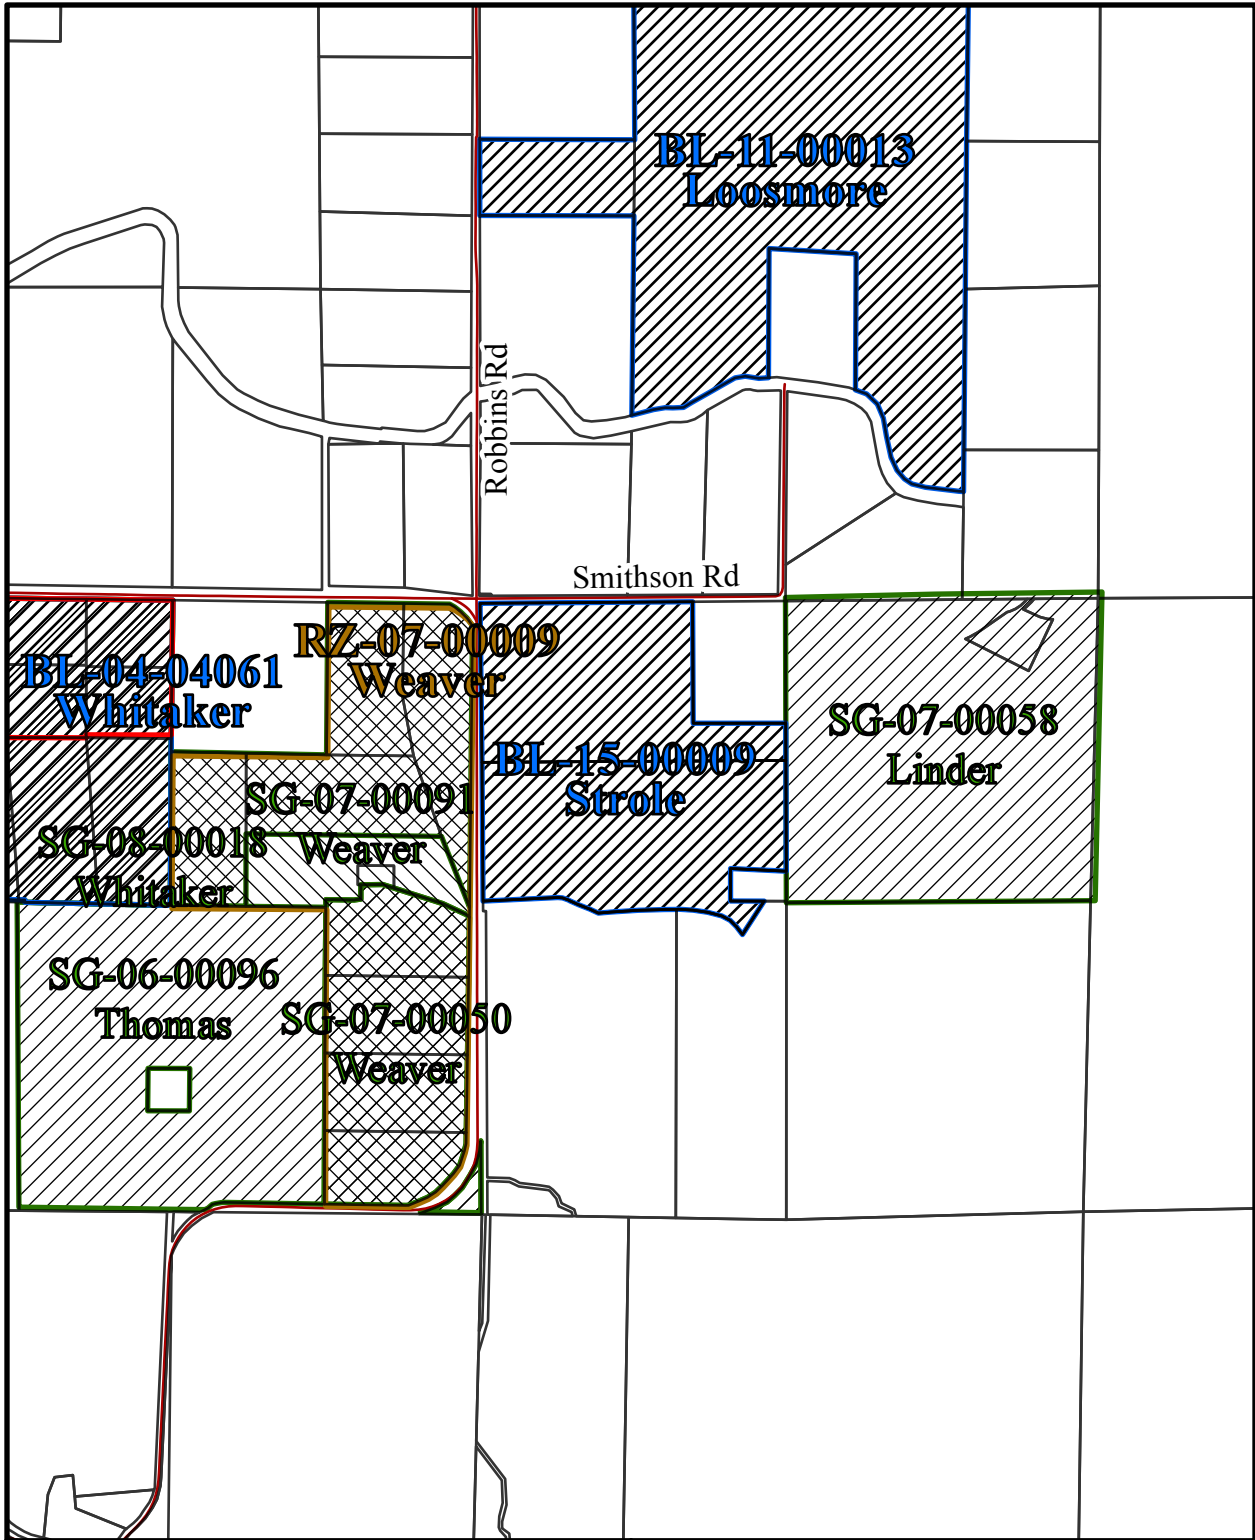 BL-11-00013
Loosmore
Robbins Rd
Smithson Rd
RZ-07-00009
Weaver
BL-04-04061
Whitaker
SG-07-00058
Linder
BL-15-00009
Strole
SG-07-00091
Weaver
SG-08-00018
Whitaker
SG-06-00096
Thomas
SG-07-00050
Weaver